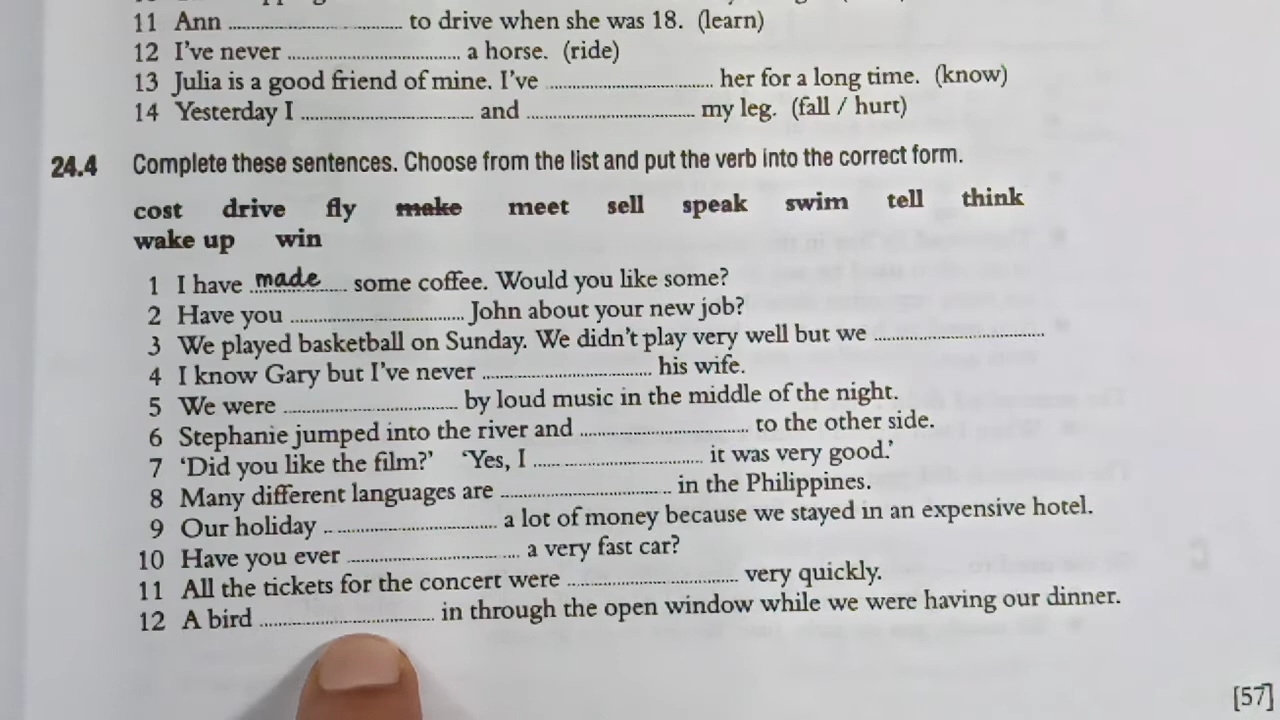 11 Ann .......... to drive when she was 18. (learn)
12 I've never .......... a horse. (ride)
13 Julia is a good friend of mine. I've .......... her for a long time. (know)
14 Yesterday I .......... and .......... my leg. (fall / hurt)
24.4 Complete these sentences. Choose from the list and put the verb into the correct form.
cost drive fly make meet sell speak swim tell think
wake up win
1 I have made some coffee. Would you like some?
2 Have you .......... John about your new job?
3 We played basketball on Sunday. We didn't play very well but we ..........
4 I know Gary but I've never .......... his wife.
5 We were .......... by loud music in the middle of the night.
6 Stephanie jumped into the river and .......... to the other side.
7 'Did you like the film?' 'Yes, I .......... it was very good.'
8 Many different languages are .......... in the Philippines.
9 Our holiday .......... a lot of money because we stayed in an expensive hotel.
10 Have you ever .......... a very fast car?
11 All the tickets for the concert were .......... very quickly.
12 A bird .......... in through the open window while we were having our dinner.
[57]